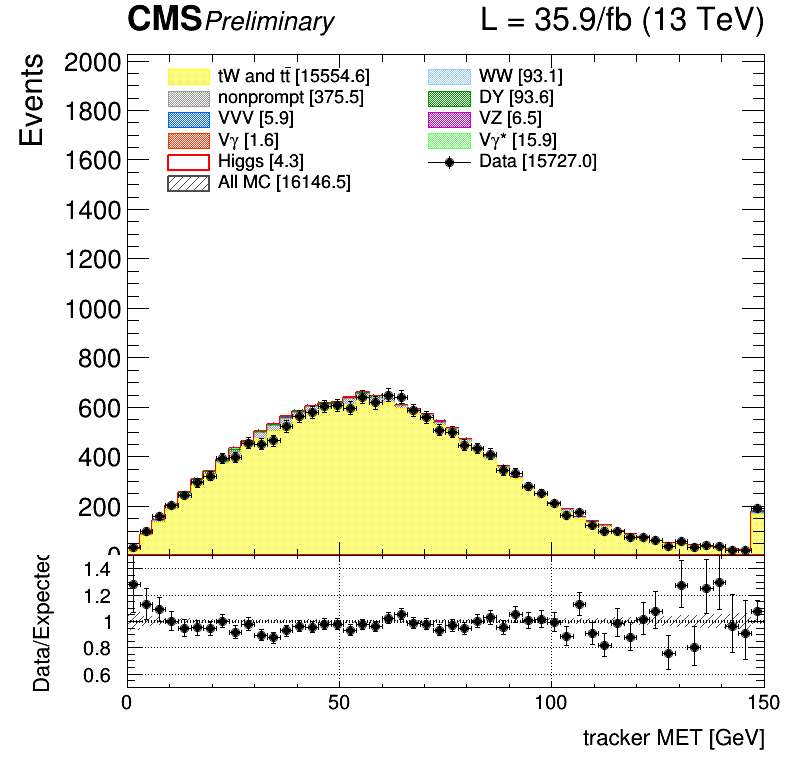 CMS Preliminary L = 35.9/fb (13 TeV)
Events
2000
1800
1600
1400
1200
1000
800
600
400
200
0
tW and tt̄ [15554.6]
nonprompt [375.5]
VVV [5.9]
Vγ [1.6]
Higgs [4.3]
All MC [16146.5]
WW [93.1]
DY [93.6]
VZ [6.5]
Vγ* [15.9]
Data [15727.0]
Data/Expected
1.4
1.2
1
0.8
0.6
0 50 100 150
tracker MET [GeV]